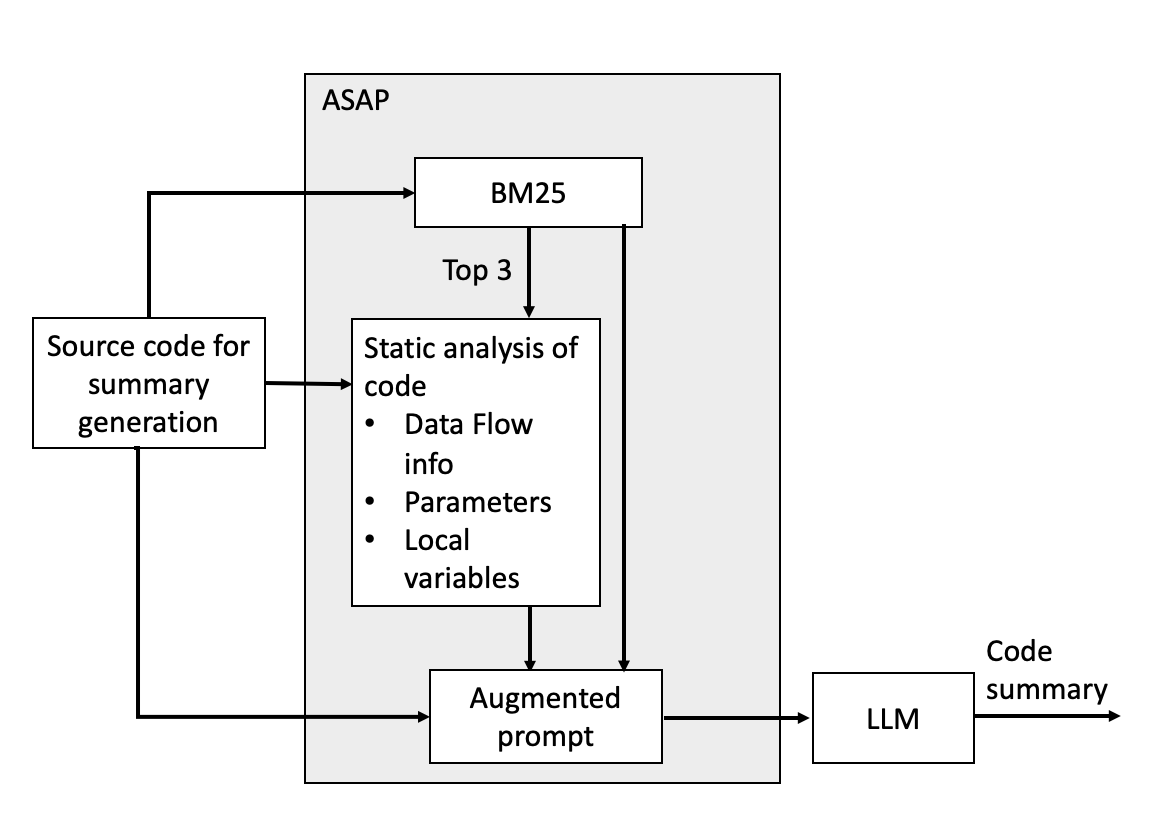 ASAP
BM25
Top 3
Source code for
summary
generation
Static analysis of
code
• Data Flow
info
• Parameters
• Local
variables
Augmented
prompt
LLM
Code
summary